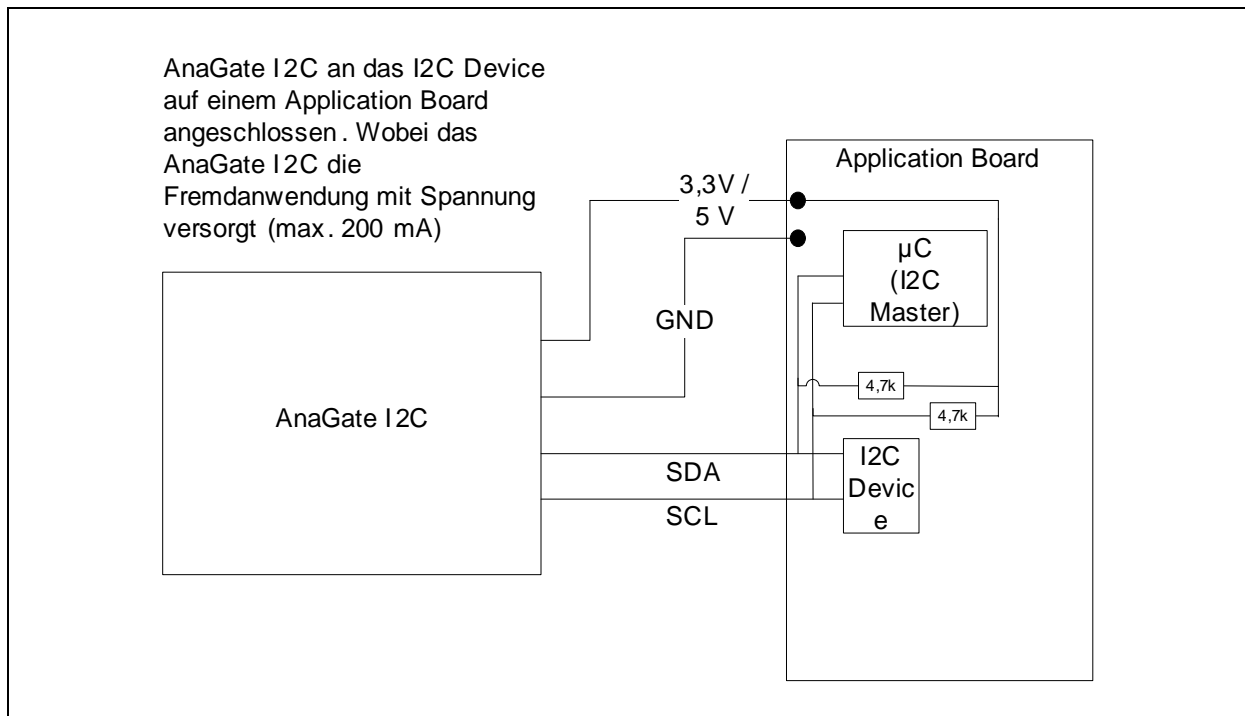 AnaGate I2C an das I2C Device
auf einem Application Board
angeschlossen. Wobei das
AnaGate I2C die
Fremdanwendung mit Spannung
versorgt (max. 200 mA)
Application Board
3,3V /
5 V
µC
(I2C
Master)
GND
4,7k
4,7k
AnaGate I2C
SDA
SCL
I2C
Devic
e